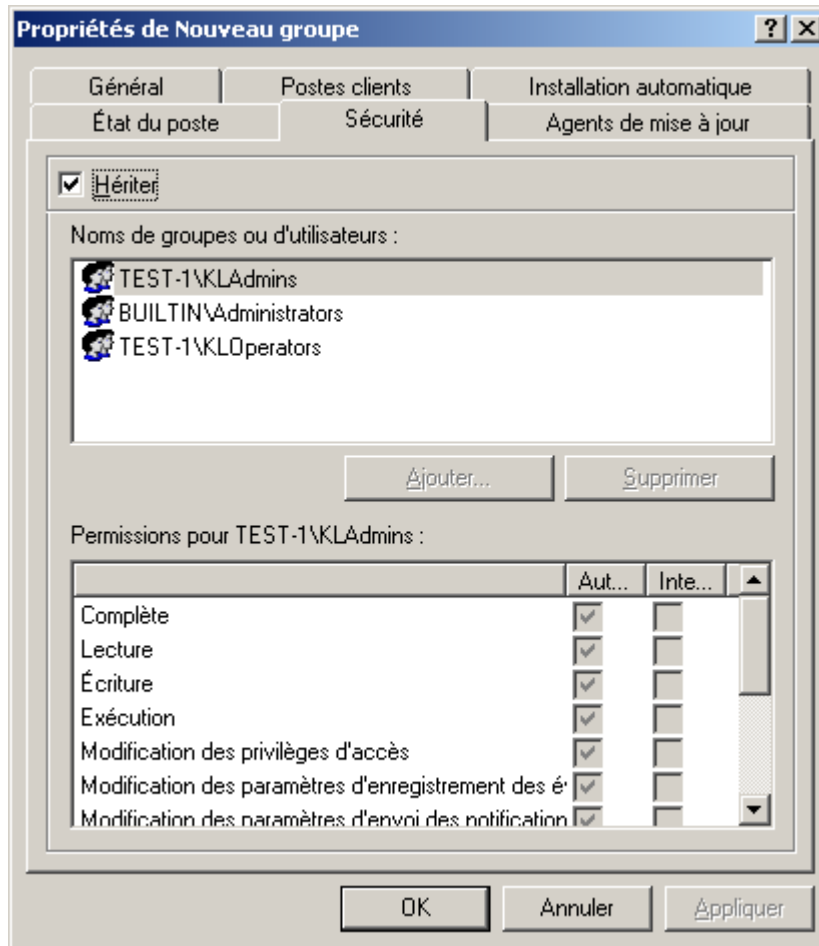 Propriétés de Nouveau groupe
Général Postes clients Installation automatique
État du poste Sécurité Agents de mise à jour
Hériter
Noms de groupes ou d'utilisateurs :
TEST-1\KLAdmins
BUILTIN\Administrators
TEST-1\KLOperators
Ajouter... Supprimer
Permissions pour TEST-1\KLAdmins :
Aut... Inte...
Complète
Lecture
Écriture
Exécution
Modification des privilèges d'accès
Modification des paramètres d'enregistrement des é
Modification des paramètres d'envoi des notification
OK Annuler Appliquer